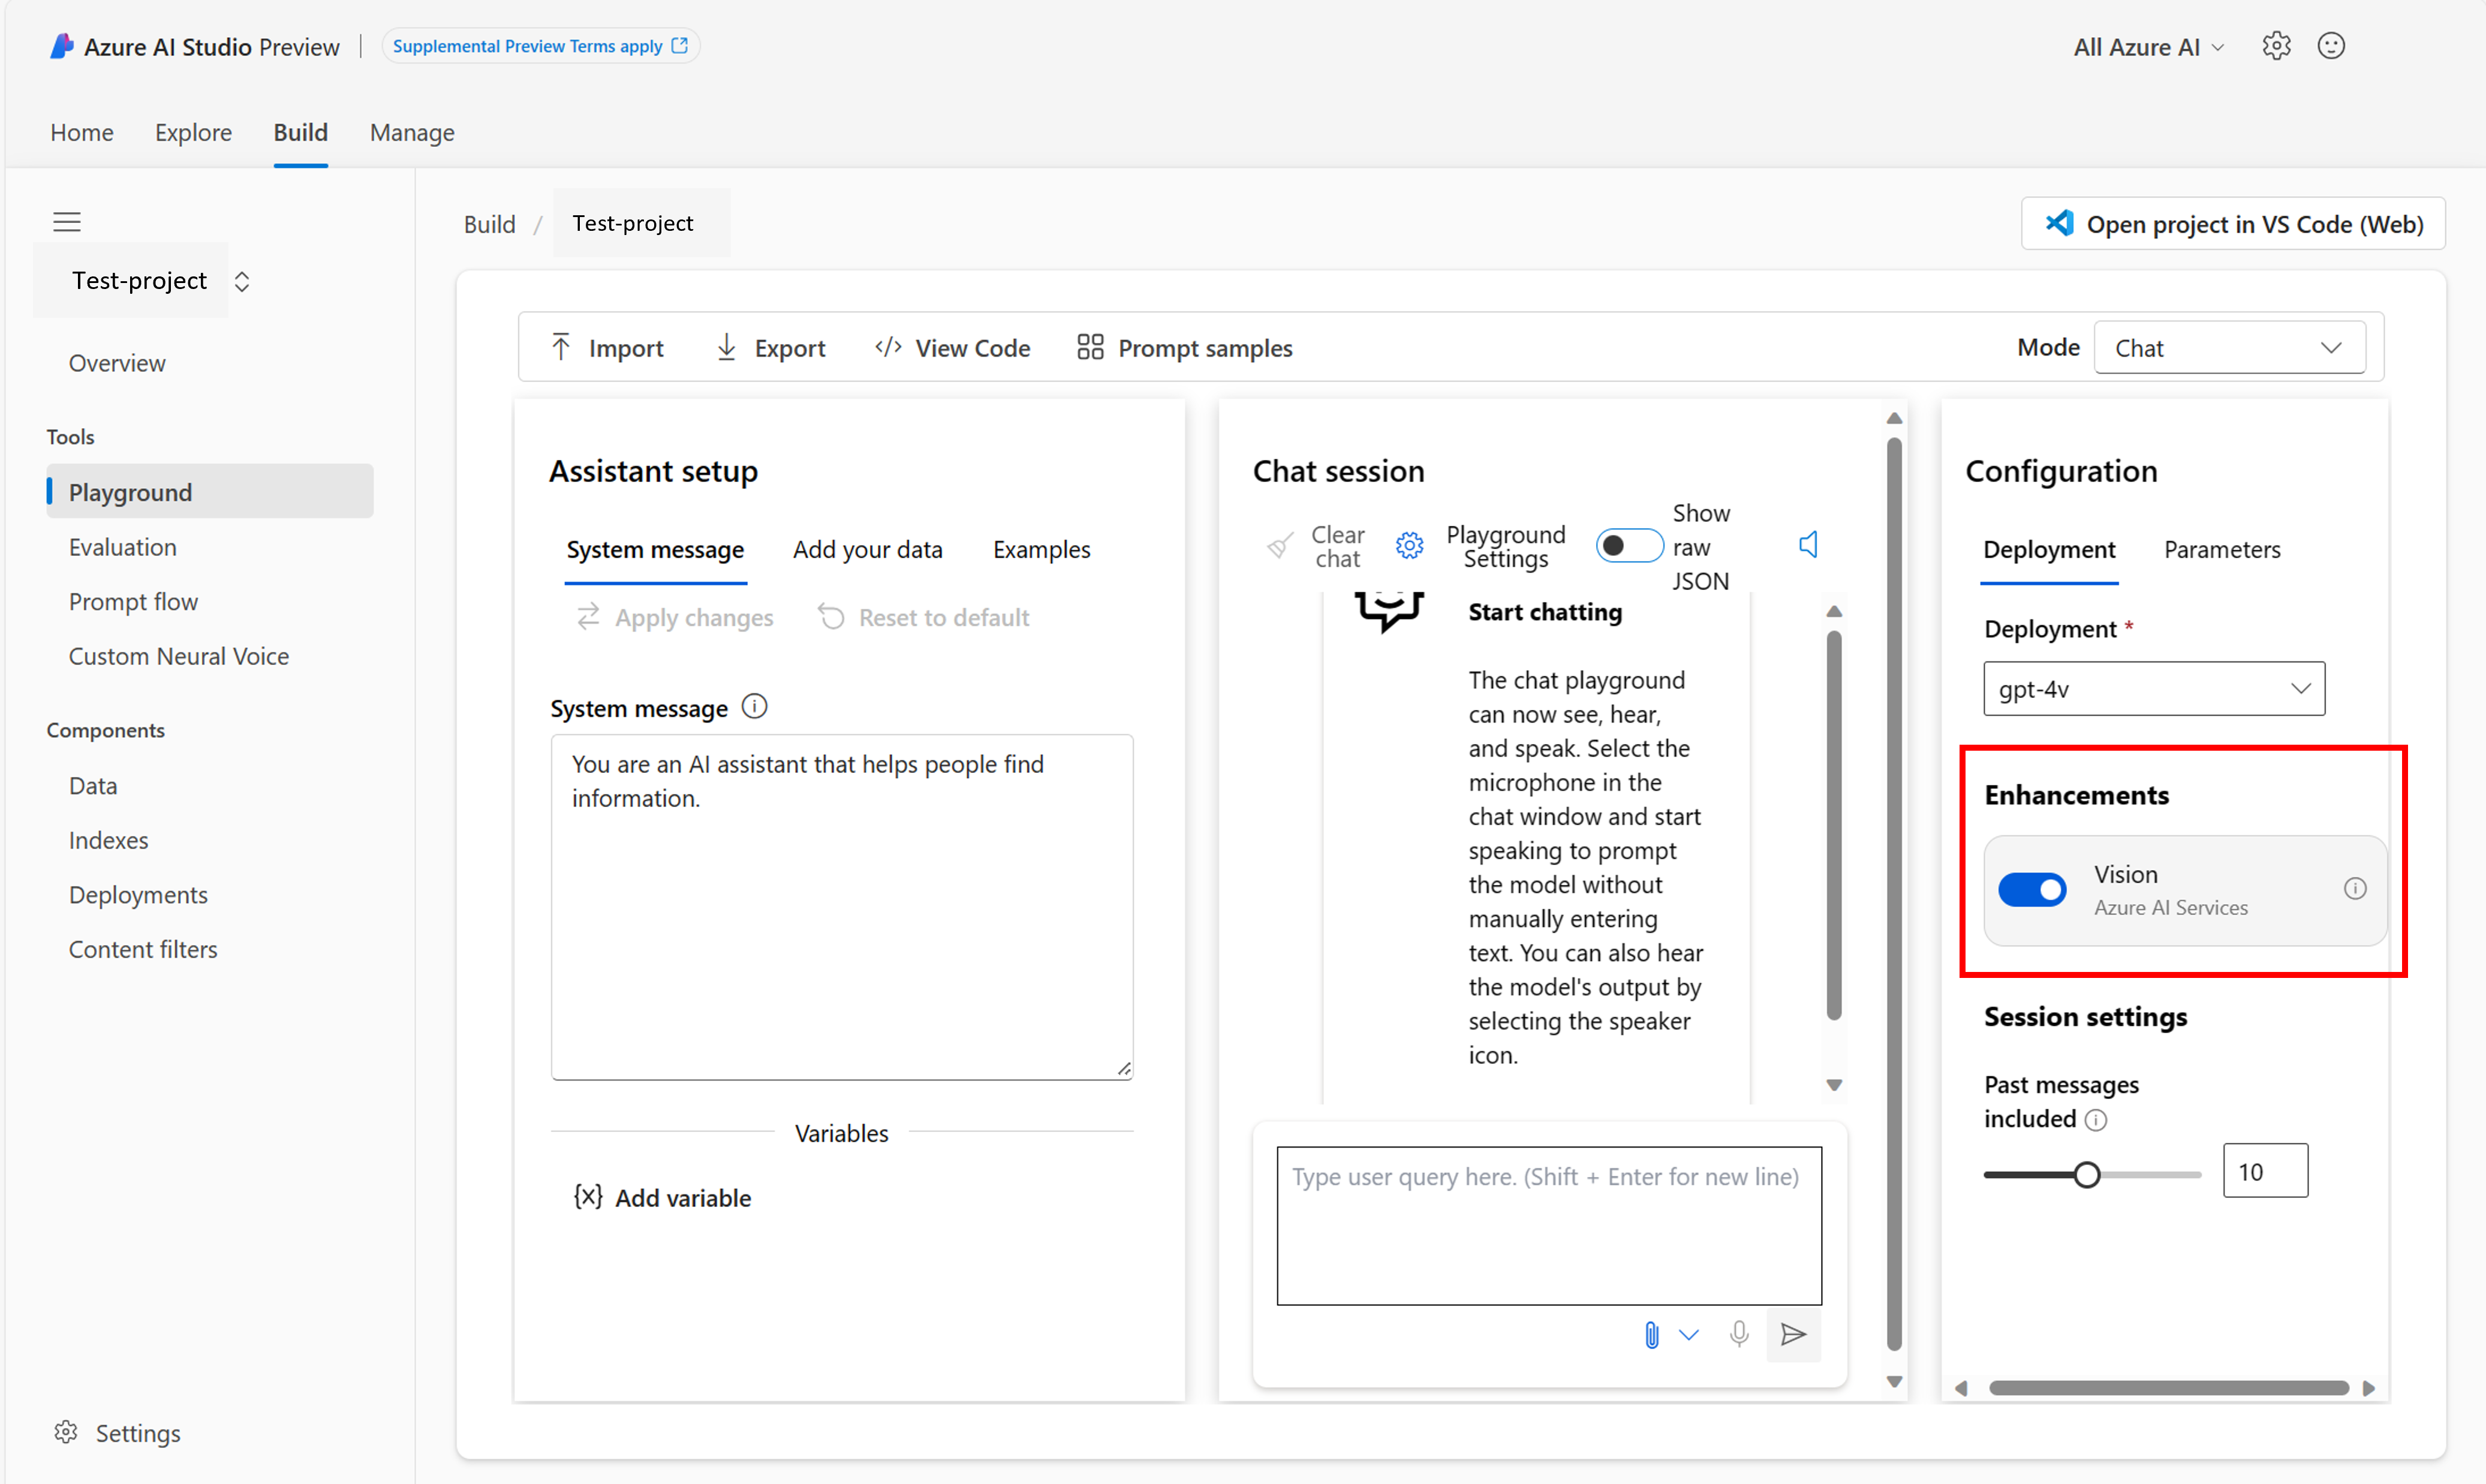 Azure AI Studio Preview
Supplemental Preview Terms apply
All Azure AI
Home
Explore
Build
Manage
Test-project
Overview
Tools
Playground
Evaluation
Prompt flow
Custom Neural Voice
Components
Data
Indexes
Deployments
Content filters
Settings
Build / Test-project
Open project in VS Code (Web)
Import
Export
</> View Code
Prompt samples
Mode
Chat
Assistant setup
System message
Add your data
Examples
Apply changes
Reset to default
System message
You are an AI assistant that helps people find
information.
Variables
{x} Add variable
Chat session
Clear
chat
Playground
Settings
Show
raw
JSON
Start chatting
The chat playground
can now see, hear,
and speak. Select the
microphone in the
chat window and start
speaking to prompt
the model without
manually entering
text. You can also hear
the model's output by
selecting the speaker
icon.
Type user query here. (Shift + Enter for new line)
Configuration
Deployment
Parameters
Deployment *
gpt-4v
Enhancements
Vision
Azure AI Services
Session settings
Past messages
included
10